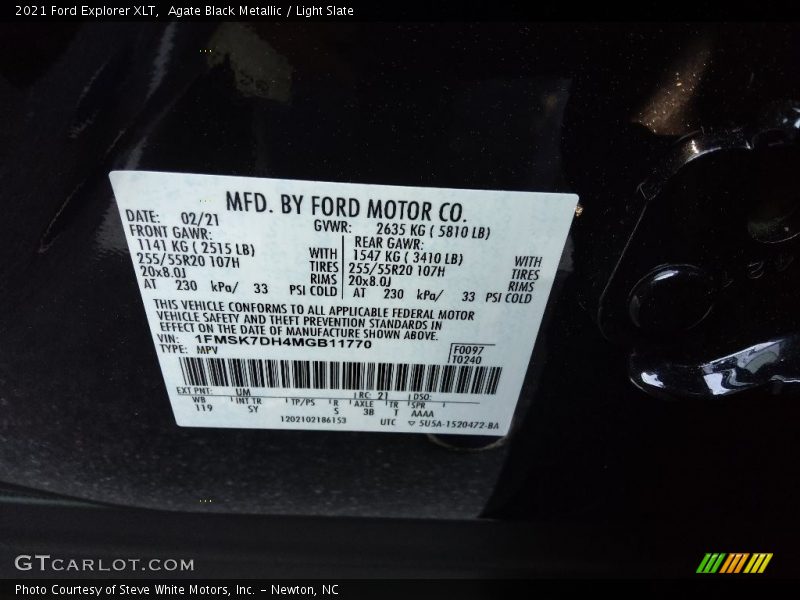 2021 Ford Explorer XLT, Agate Black Metallic / Light Slate
MFD. BY FORD MOTOR CO.
DATE: 02/21 GVWR: 2635 KG ( 5810 LB)
FRONT GAWR: REAR GAWR:
1141 KG ( 2515 LB) WITH 1547 KG ( 3410 LB) WITH
255/55R20 107H TIRES 255/55R20 107H TIRES
20x8.0J RIMS 20x8.0J RIMS
AT 230 kPa/ 33 PSI COLD AT 230 kPa/ 33 PSI COLD
THIS VEHICLE CONFORMS TO ALL APPLICABLE FEDERAL MOTOR
VEHICLE SAFETY AND THEFT PREVENTION STANDARDS IN
EFFECT ON THE DATE OF MANUFACTURE SHOWN ABOVE.
VIN: 1FMSK7DH4MGB11770
TYPE: MPV
F0097
T0240
EXT PNT: UM RC: 21 DSO:
WB INT TR TP/PS R AXLE TR SPR
119 SY S 3B T AAAA
1202102186153 UTC ▽ 5U5A-1520472-BA
GTCARLOT.COM
Photo Courtesy of Steve White Motors, Inc. – Newton, NC